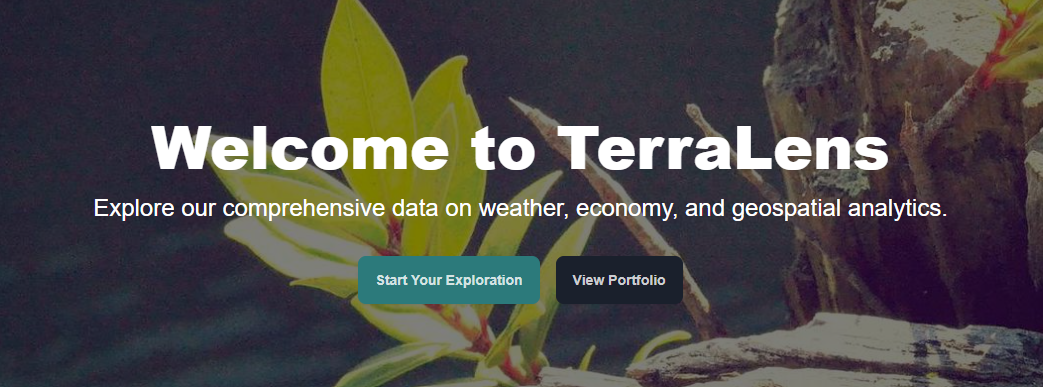 Welcome to TerraLens
Explore our comprehensive data on weather, economy, and geospatial analytics.
Start Your Exploration
View Portfolio